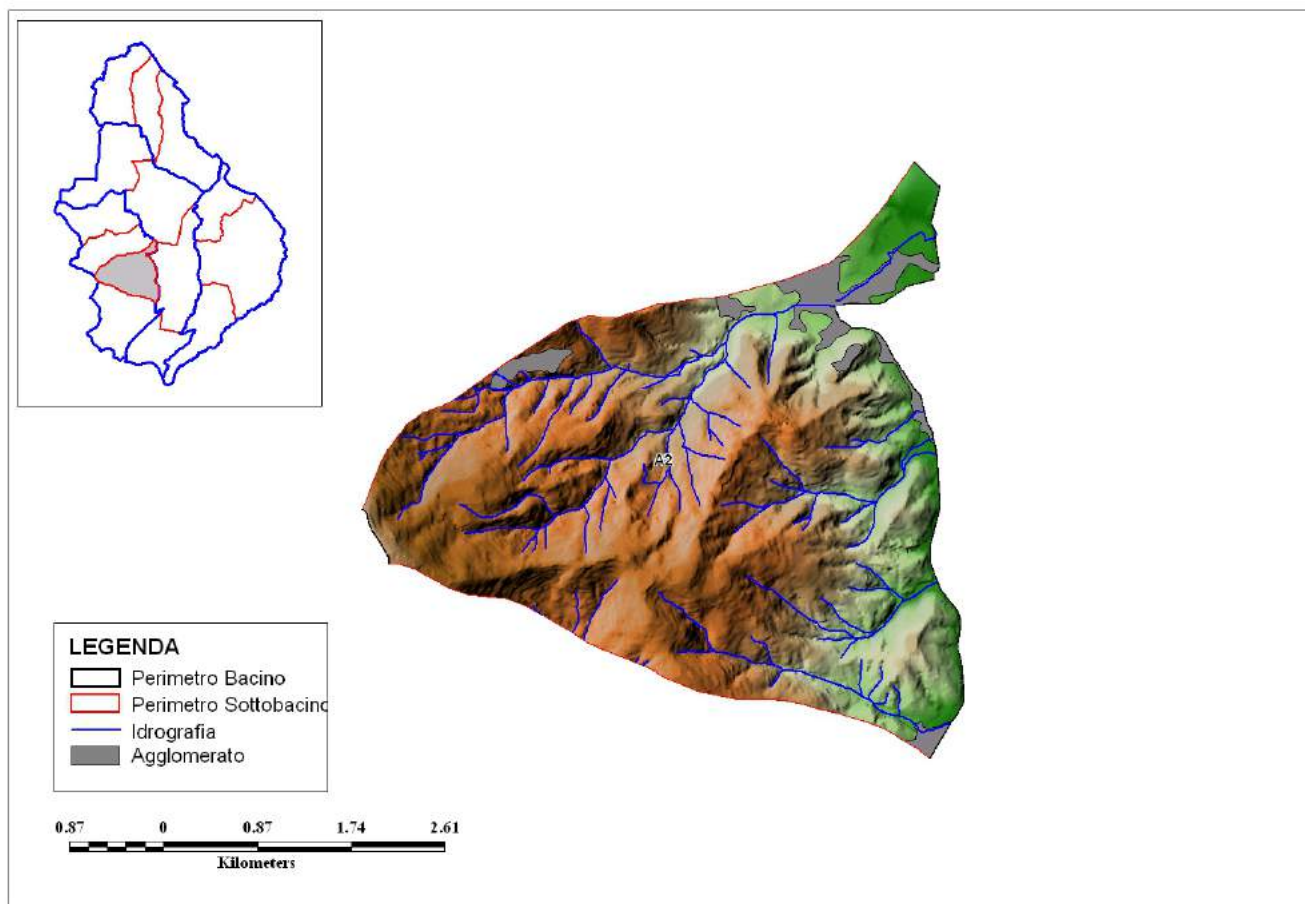 A2
LEGENDA
Perimetro Bacino
Perimetro Sottobacino
Idrografia
Agglomerato
0.87 0 0.87 1.74 2.61
Kilometers